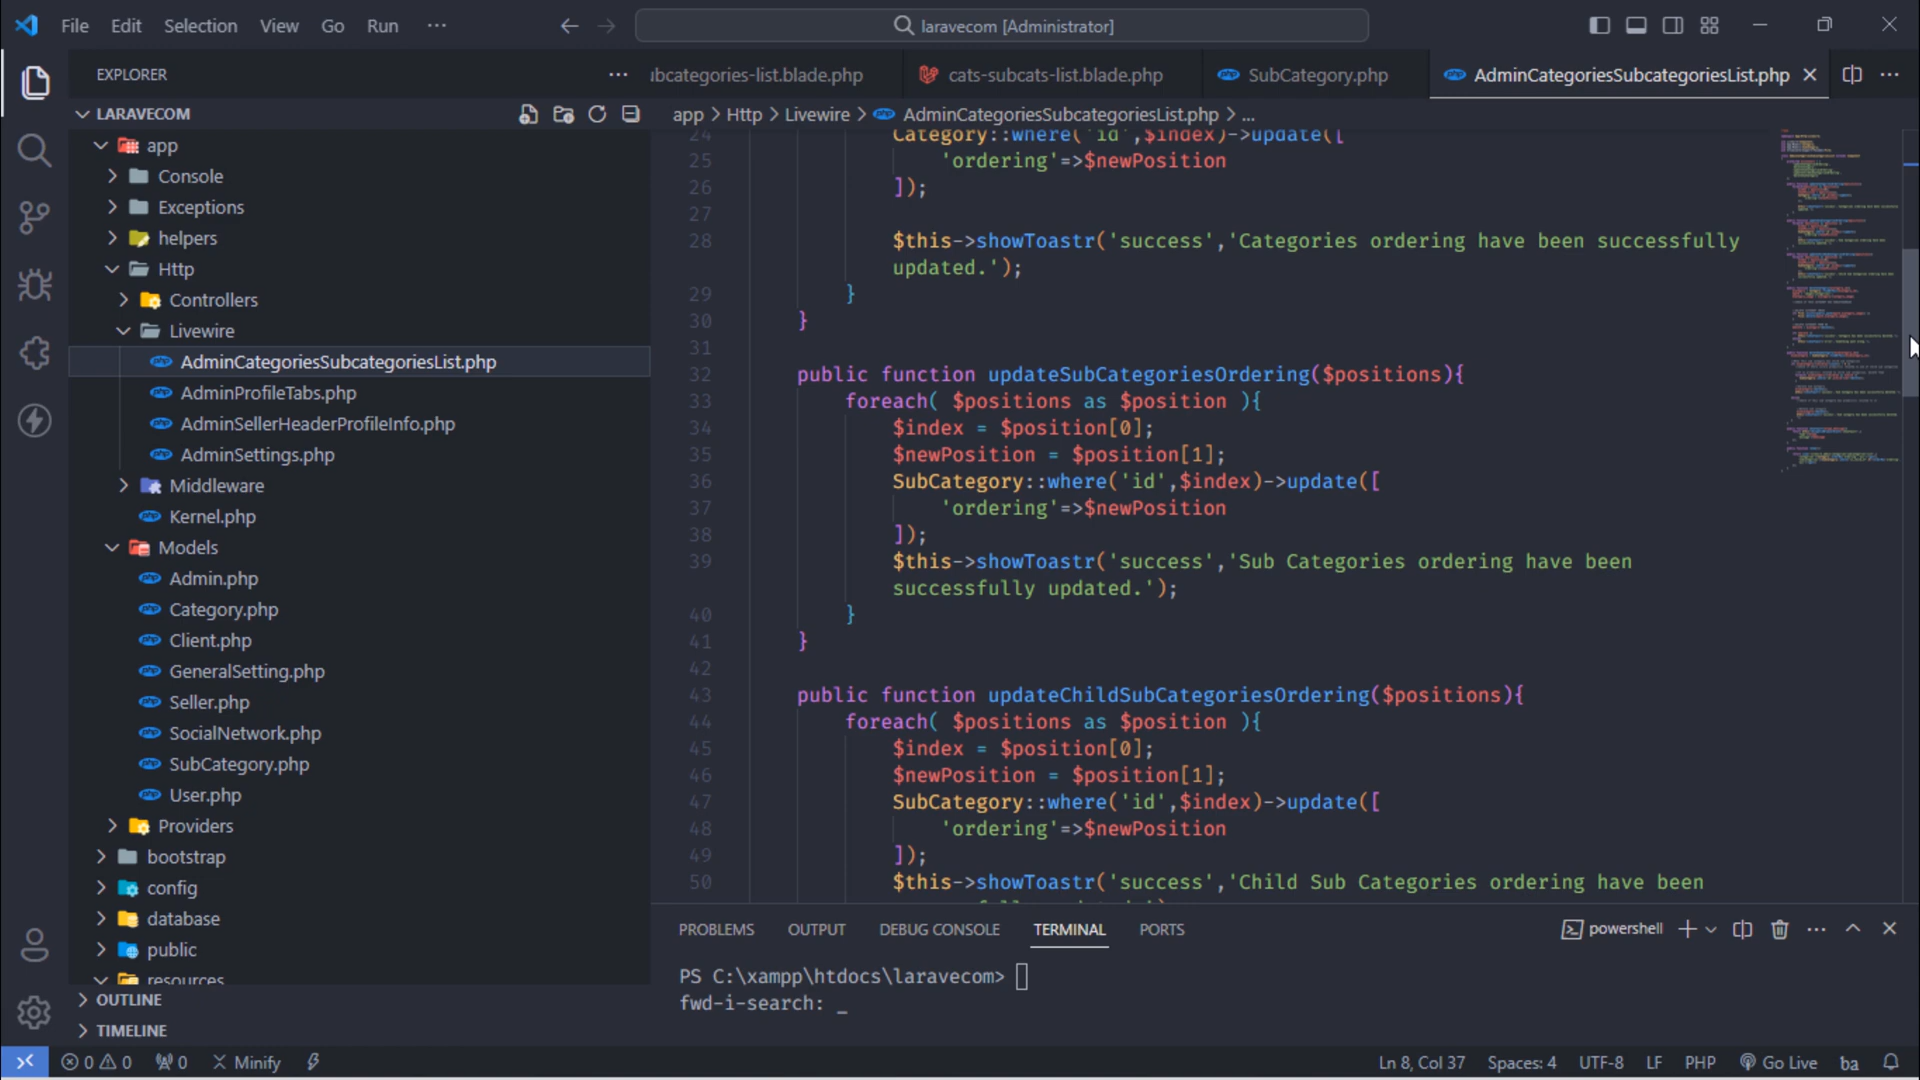 File Edit Selection View Go Run ···
laravecom [Administrator]
EXPLORER
bcategories-list.blade.php
cats-subcats-list.blade.php
SubCategory.php
AdminCategoriesSubcategoriesList.php
LARAVECOM
app > Http > Livewire > AdminCategoriesSubcategoriesList.php > ...
app
Console
Exceptions
helpers
Http
Controllers
Livewire
AdminCategoriesSubcategoriesList.php
AdminProfileTabs.php
AdminSellerHeaderProfileInfo.php
AdminSettings.php
Middleware
Kernel.php
Models
Admin.php
Category.php
Client.php
GeneralSetting.php
Seller.php
SocialNetwork.php
SubCategory.php
User.php
Providers
bootstrap
config
database
public
resources
OUTLINE
TIMELINE
24 Category::where('id',$index)->update([
25 'ordering'=>$newPosition
26 ]);
27
28 $this->showToastr('success','Categories ordering have been successfully
updated.');
29 }
30 }
31
32 public function updateSubCategoriesOrdering($positions){
33 foreach( $positions as $position ){
34 $index = $position[0];
35 $newPosition = $position[1];
36 SubCategory::where('id',$index)->update([
37 'ordering'=>$newPosition
38 ]);
39 $this->showToastr('success','Sub Categories ordering have been
successfully updated.');
40 }
41 }
42
43 public function updateChildSubCategoriesOrdering($positions){
44 foreach( $positions as $position ){
45 $index = $position[0];
46 $newPosition = $position[1];
47 SubCategory::where('id',$index)->update([
48 'ordering'=>$newPosition
49 ]);
50 $this->showToastr('success','Child Sub Categories ordering have been
PROBLEMS OUTPUT DEBUG CONSOLE TERMINAL PORTS
powershell
PS C:\xampp\htdocs\laravecom>
fwd-i-search: _
0 0 0 Minify
Ln 8, Col 37 Spaces: 4 UTF-8 LF PHP Go Live ba